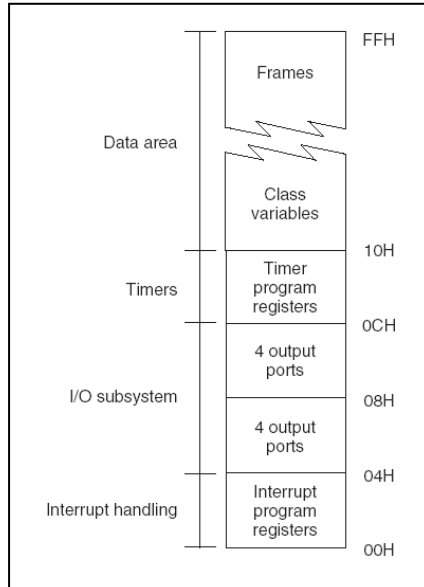 FFH
Frames
Data area
Class
variables
10H
Timers
Timer
program
registers
0CH
4 output
ports
I/O subsystem
08H
4 output
ports
04H
Interrupt handling
Interrupt
program
registers
00H